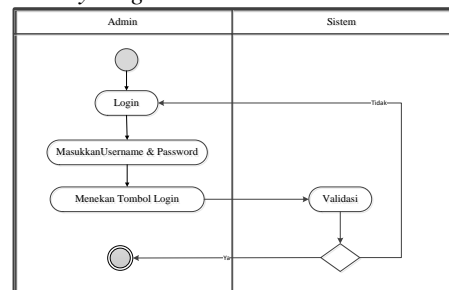 Admin
Sistem
Login
Tidak
MasukkanUsername & Password
Menekan Tombol Login
Validasi
Ya